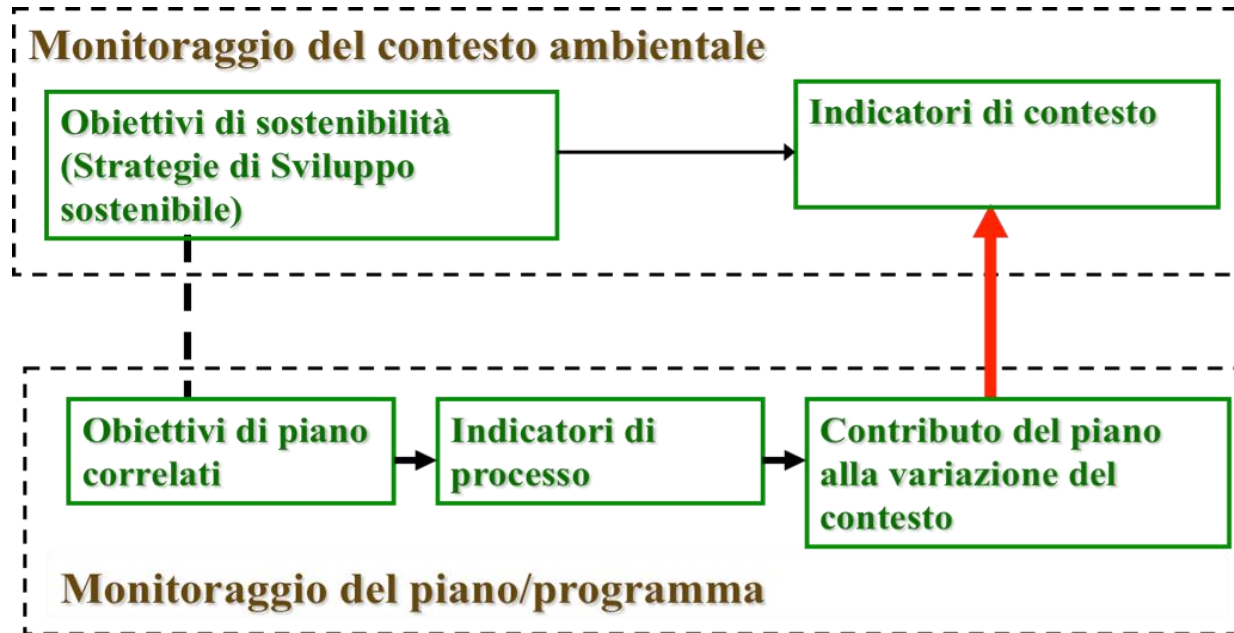 Monitoraggio del contesto ambientale
Obiettivi di sostenibilità
(Strategie di Sviluppo
sostenibile)
Indicatori di contesto
Obiettivi di piano
correlati
Indicatori di
processo
Contributo del piano
alla variazione del
contesto
Monitoraggio del piano/programma